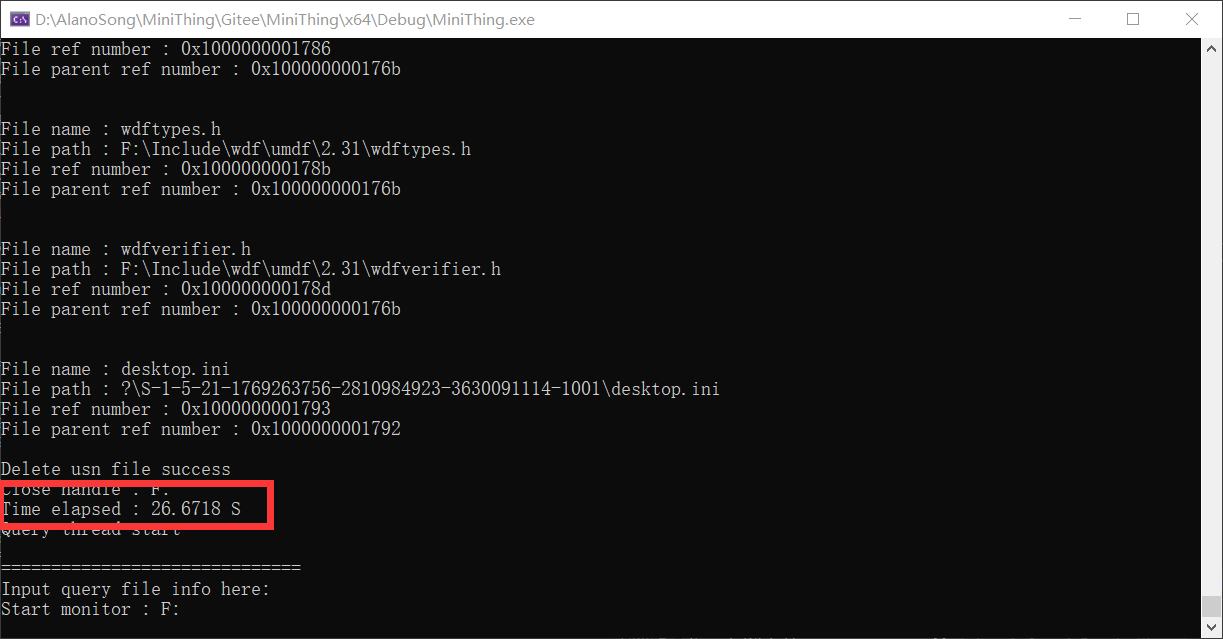 D:\AlanoSong\MiniThing\Gitee\MiniThing\x64\Debug\MiniThing.exe
File ref number : 0x1000000001786
File parent ref number : 0x100000000176b
File name : wdftypes.h
File path : F:\Include\wdf\umdf\2.31\wdftypes.h
File ref number : 0x100000000178b
File parent ref number : 0x100000000176b
File name : wdfverifier.h
File path : F:\Include\wdf\umdf\2.31\wdfverifier.h
File ref number : 0x100000000178d
File parent ref number : 0x100000000176b
File name : desktop.ini
File path : ?\S-1-5-21-1769263756-2810984923-3630091114-1001\desktop.ini
File ref number : 0x1000000001793
File parent ref number : 0x1000000001792
Delete usn file success
Close handle : F:
Time elapsed : 26.6718 S
Query thread start
==============================
Input query file info here:
Start monitor : F: